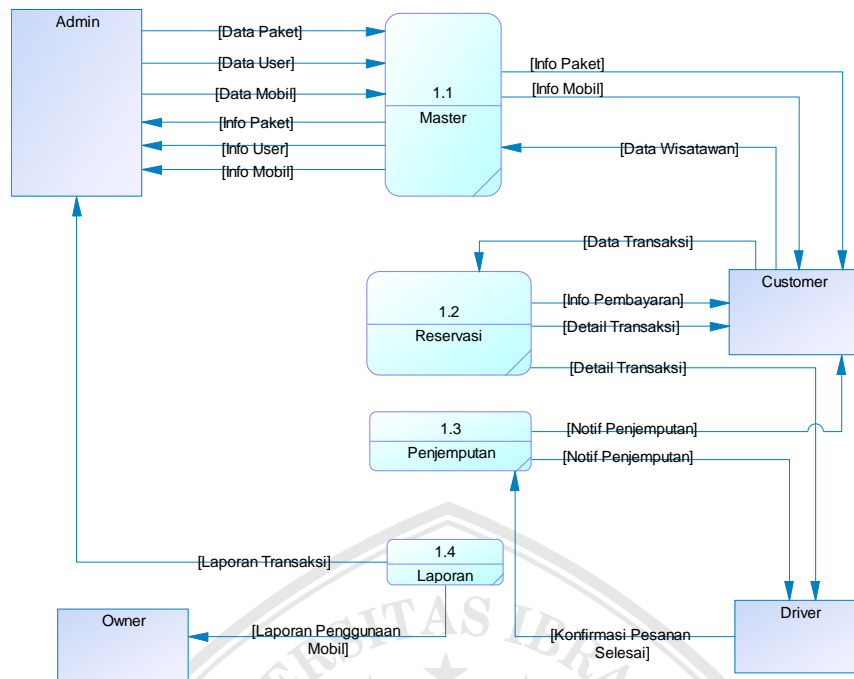 Admin
[Data Paket]
[Data User]
[Data Mobil]
[Info Paket]
[Info User]
[Info Mobil]
1.1
Master
[Info Paket]
[Info Mobil]
[Data Wisatawan]
[Data Transaksi]
Customer
1.2
Reservasi
[Info Pembayaran]
[Detail Transaksi]
[Detail Transaksi]
1.3
Penjemputan
[Notif Penjemputan]
[Notif Penjemputan]
1.4
Laporan
[Laporan Transaksi]
Owner
[Laporan Penggunaan
Mobil]
[Konfirmasi Pesanan
Selesai]
Driver
ERSITAS IBRA